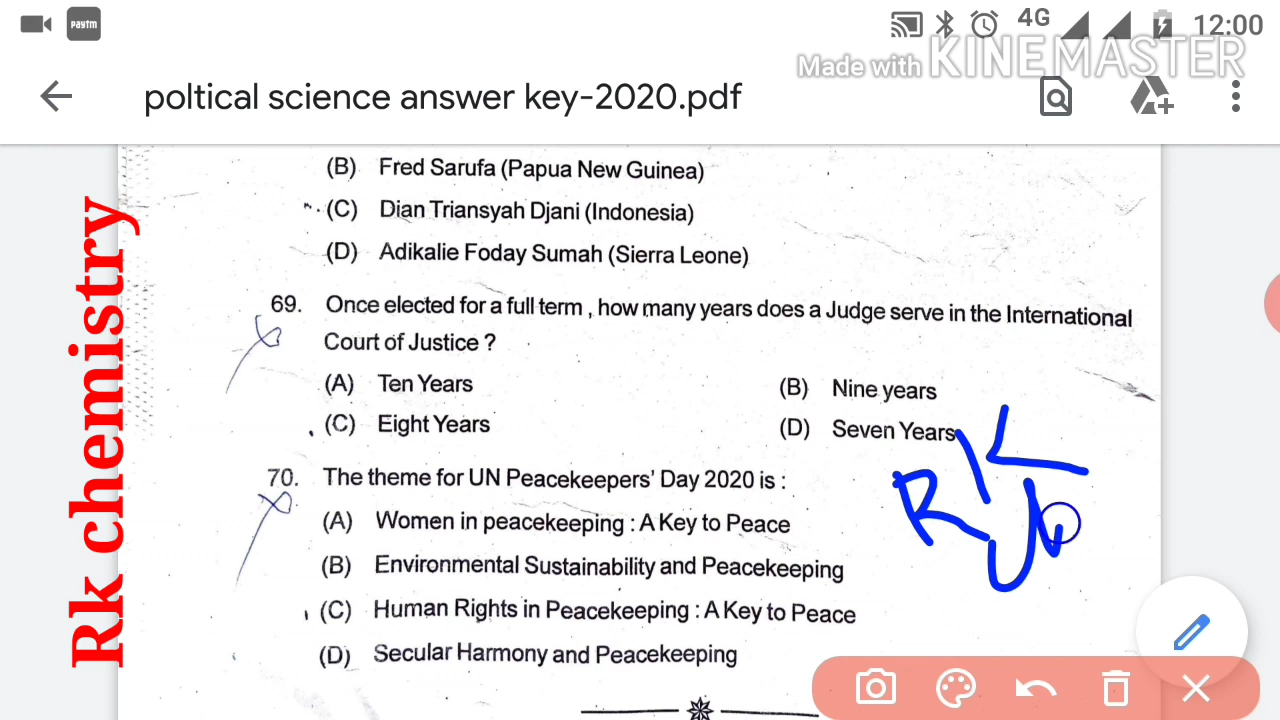 paytm
4G
12:00
Made with KINEMASTER
poltical science answer key-2020.pdf
Rk chemistry
(B) Fred Sarufa (Papua New Guinea)
(C) Dian Triansyah Djani (Indonesia)
(D) Adikalie Foday Sumah (Sierra Leone)
69. Once elected for a full term , how many years does a Judge serve in the International
Court of Justice ?
(A) Ten Years (B) Nine years
(C) Eight Years (D) Seven Years
70. The theme for UN Peacekeepers' Day 2020 is :
(A) Women in peacekeeping : A Key to Peace
(B) Environmental Sustainability and Peacekeeping
(C) Human Rights in Peacekeeping : A Key to Peace
(D) Secular Harmony and Peacekeeping
RK